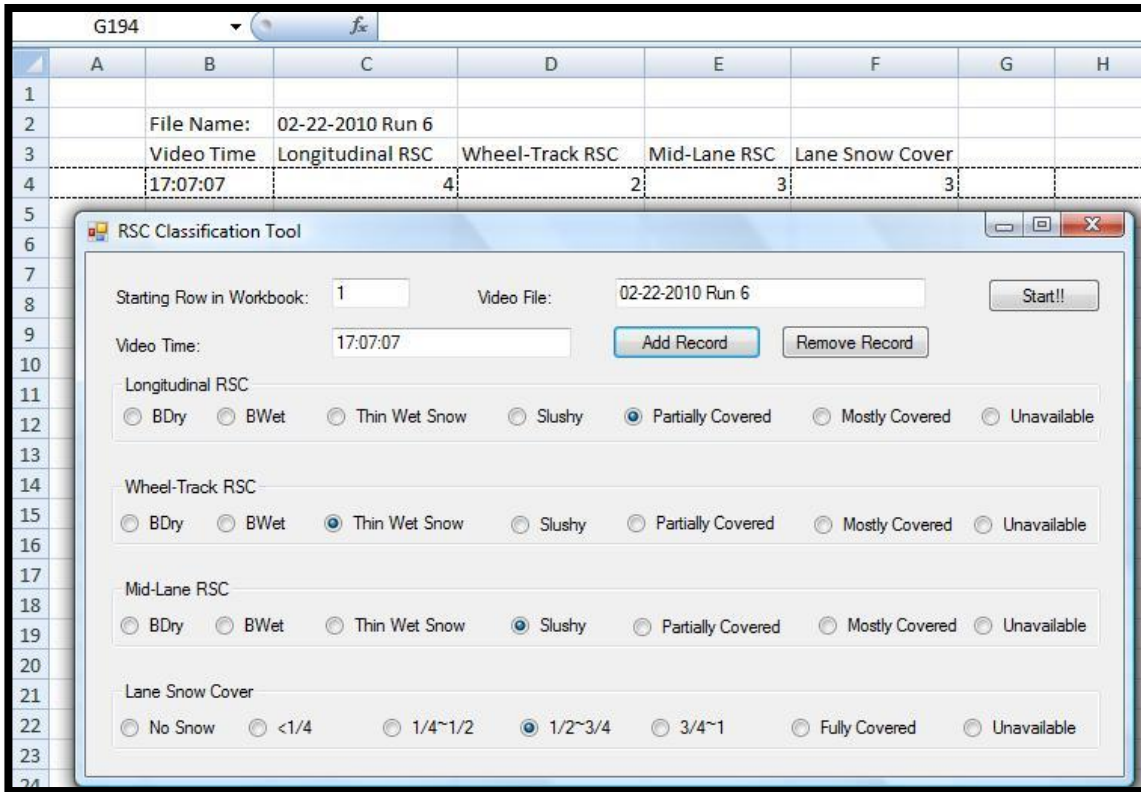 G194 fx
A B C D E F G H
1
2 File Name: 02-22-2010 Run 6
3 Video Time Longitudinal RSC Wheel-Track RSC Mid-Lane RSC Lane Snow Cover
4 17:07:07 4 2 3 3
5
6
7
8
9
10
11
12
13
14
15
16
17
18
19
20
21
22
23
24
RSC Classification Tool
Starting Row in Workbook: 1 Video File: 02-22-2010 Run 6 Start!!
Video Time: 17:07:07 Add Record Remove Record
Longitudinal RSC
BDry BWet Thin Wet Snow Slushy Partially Covered Mostly Covered Unavailable
Wheel-Track RSC
BDry BWet Thin Wet Snow Slushy Partially Covered Mostly Covered Unavailable
Mid-Lane RSC
BDry BWet Thin Wet Snow Slushy Partially Covered Mostly Covered Unavailable
Lane Snow Cover
No Snow <1/4 1/4~1/2 1/2~3/4 3/4~1 Fully Covered Unavailable